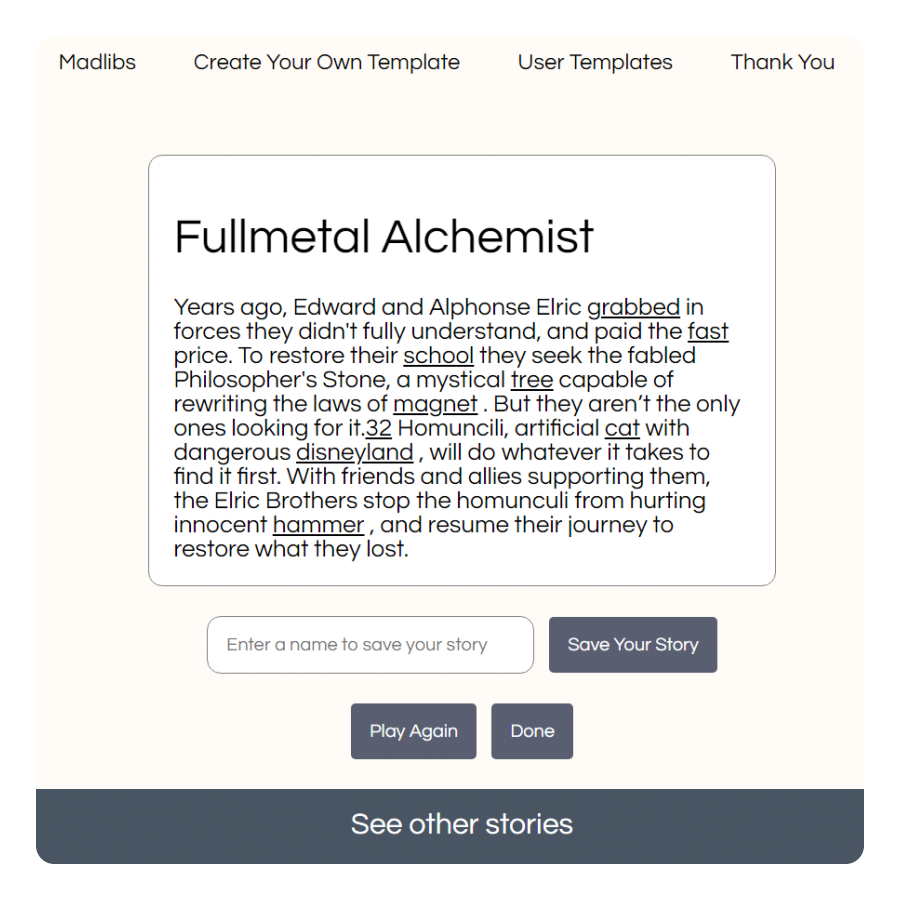 Madlibs Create Your Own Template User Templates Thank You
Fullmetal Alchemist
Years ago, Edward and Alphonse Elric grabbed in
forces they didn't fully understand, and paid the fast
price. To restore their school they seek the fabled
Philosopher's Stone, a mystical tree capable of
rewriting the laws of magnet . But they aren’t the only
ones looking for it.32 Homuncili, artificial cat with
dangerous disneyland , will do whatever it takes to
find it first. With friends and allies supporting them,
the Elric Brothers stop the homunculi from hurting
innocent hammer , and resume their journey to
restore what they lost.
Enter a name to save your story Save Your Story
Play Again Done
See other stories